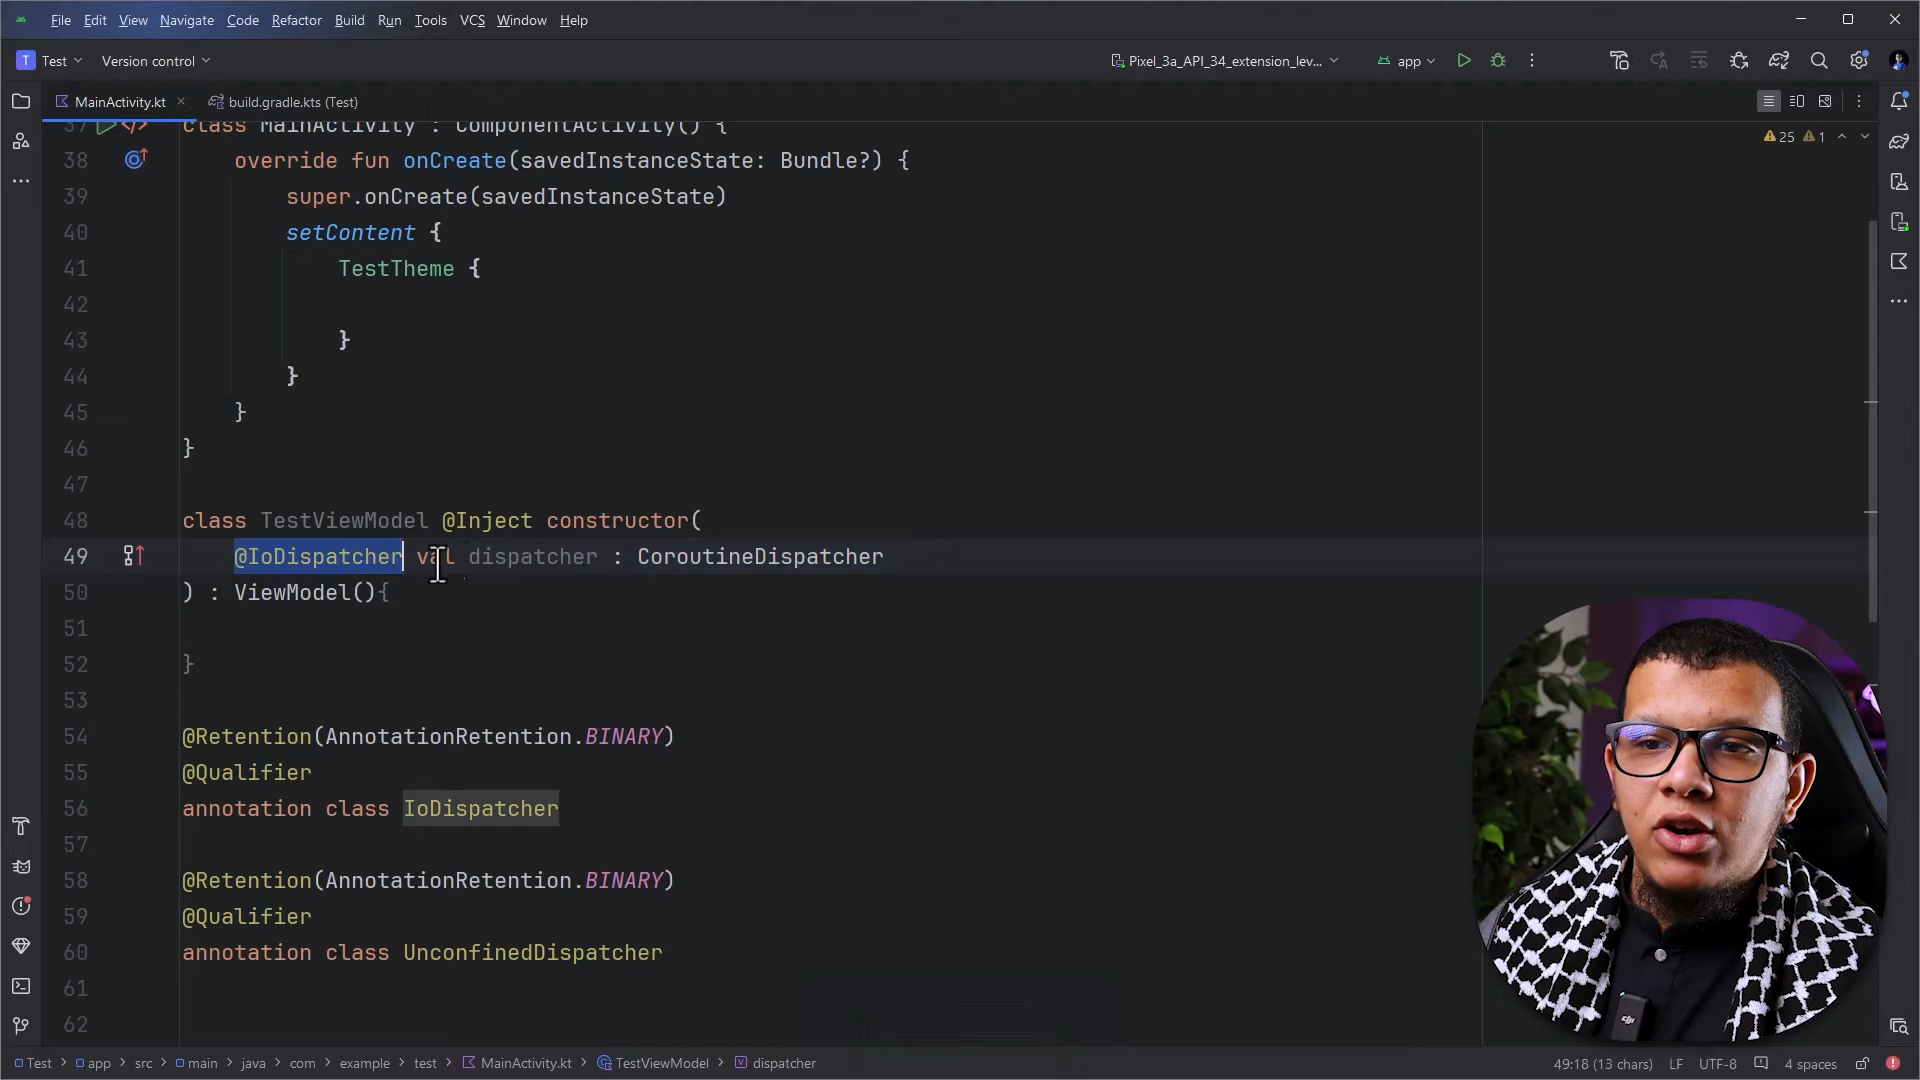 File Edit View Navigate Code Refactor Build Run Tools VCS Window Help
T Test Version control Pixel_3a_API_34_extension_lev... app
MainActivity.kt build.gradle.kts (Test)
25 1
37 class MainActivity : ComponentActivity() {
38 override fun onCreate(savedInstanceState: Bundle?) {
39 super.onCreate(savedInstanceState)
40 setContent {
41 TestTheme {
42
43 }
44 }
45 }
46 }
47
48 class TestViewModel @Inject constructor(
49 @IoDispatcher val dispatcher : CoroutineDispatcher
50 ) : ViewModel(){
51
52 }
53
54 @Retention(AnnotationRetention.BINARY)
55 @Qualifier
56 annotation class IoDispatcher
57
58 @Retention(AnnotationRetention.BINARY)
59 @Qualifier
60 annotation class UnconfinedDispatcher
61
62
dji
Test > app > src > main > java > com > example > test > MainActivity.kt > TestViewModel > dispatcher 49:18 (13 chars) LF UTF-8 4 spaces